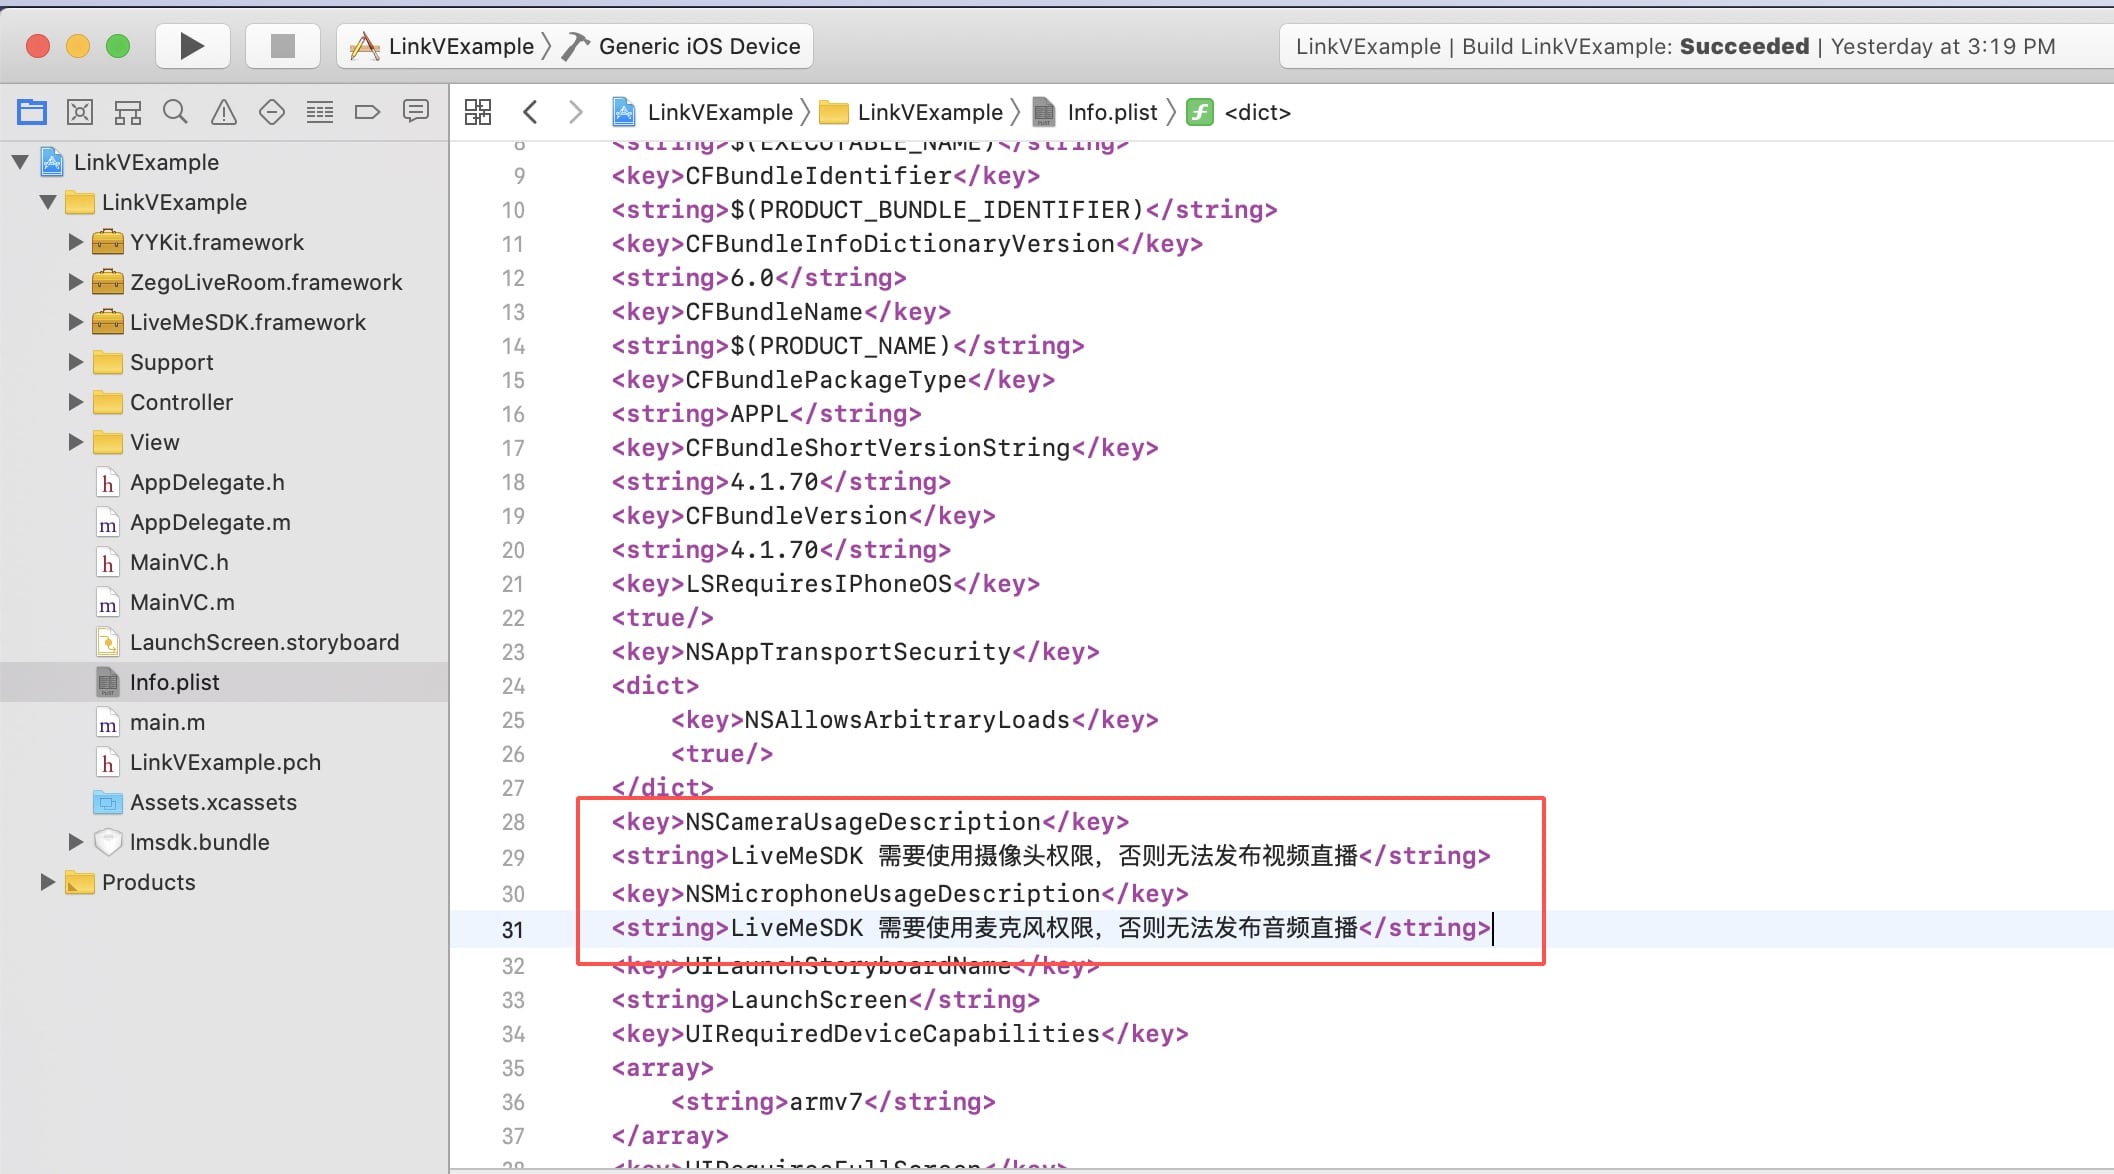 LinkVExample 〉 Generic iOS Device
LinkVExample | Build LinkVExample: Succeeded | Yesterday at 3:19 PM
LinkVExample 〉 LinkVExample 〉 Info.plist 〉 <dict>
LinkVExample
LinkVExample
YYKit.framework
ZegoLiveRoom.framework
LiveMeSDK.framework
Support
Controller
View
h AppDelegate.h
m AppDelegate.m
h MainVC.h
m MainVC.m
LaunchScreen.storyboard
Info.plist
m main.m
h LinkVExample.pch
Assets.xcassets
lmsdk.bundle
Products
8 <string>$(EXECUTABLE_NAME)</string>
9 <key>CFBundleIdentifier</key>
10 <string>$(PRODUCT_BUNDLE_IDENTIFIER)</string>
11 <key>CFBundleInfoDictionaryVersion</key>
12 <string>6.0</string>
13 <key>CFBundleName</key>
14 <string>$(PRODUCT_NAME)</string>
15 <key>CFBundlePackageType</key>
16 <string>APPL</string>
17 <key>CFBundleShortVersionString</key>
18 <string>4.1.70</string>
19 <key>CFBundleVersion</key>
20 <string>4.1.70</string>
21 <key>LSRequiresIPhoneOS</key>
22 <true/>
23 <key>NSAppTransportSecurity</key>
24 <dict>
25 <key>NSAllowsArbitraryLoads</key>
26 <true/>
27 </dict>
28 <key>NSCameraUsageDescription</key>
29 <string>LiveMeSDK 需要使用摄像头权限，否则无法发布视频直播</string>
30 <key>NSMicrophoneUsageDescription</key>
31 <string>LiveMeSDK 需要使用麦克风权限，否则无法发布音频直播</string>
32 <key>UILaunchStoryboardName</key>
33 <string>LaunchScreen</string>
34 <key>UIRequiredDeviceCapabilities</key>
35 <array>
36 <string>armv7</string>
37 </array>
38 <key>UIRequiresFullScreen</key>